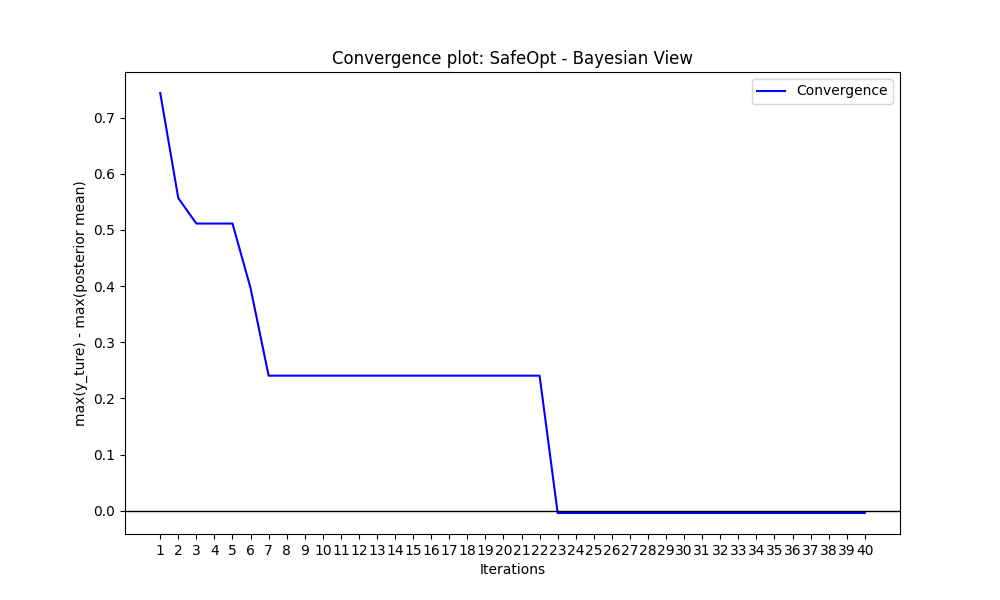 Convergence plot: SafeOpt - Bayesian View
Convergence
max(y_ture) - max(posterior mean)
0.7
0.6
0.5
0.4
0.3
0.2
0.1
0.0
1 2 3 4 5 6 7 8 9 10 11 12 13 14 15 16 17 18 19 20 21 22 23 24 25 26 27 28 29 30 31 32 33 34 35 36 37 38 39 40
Iterations